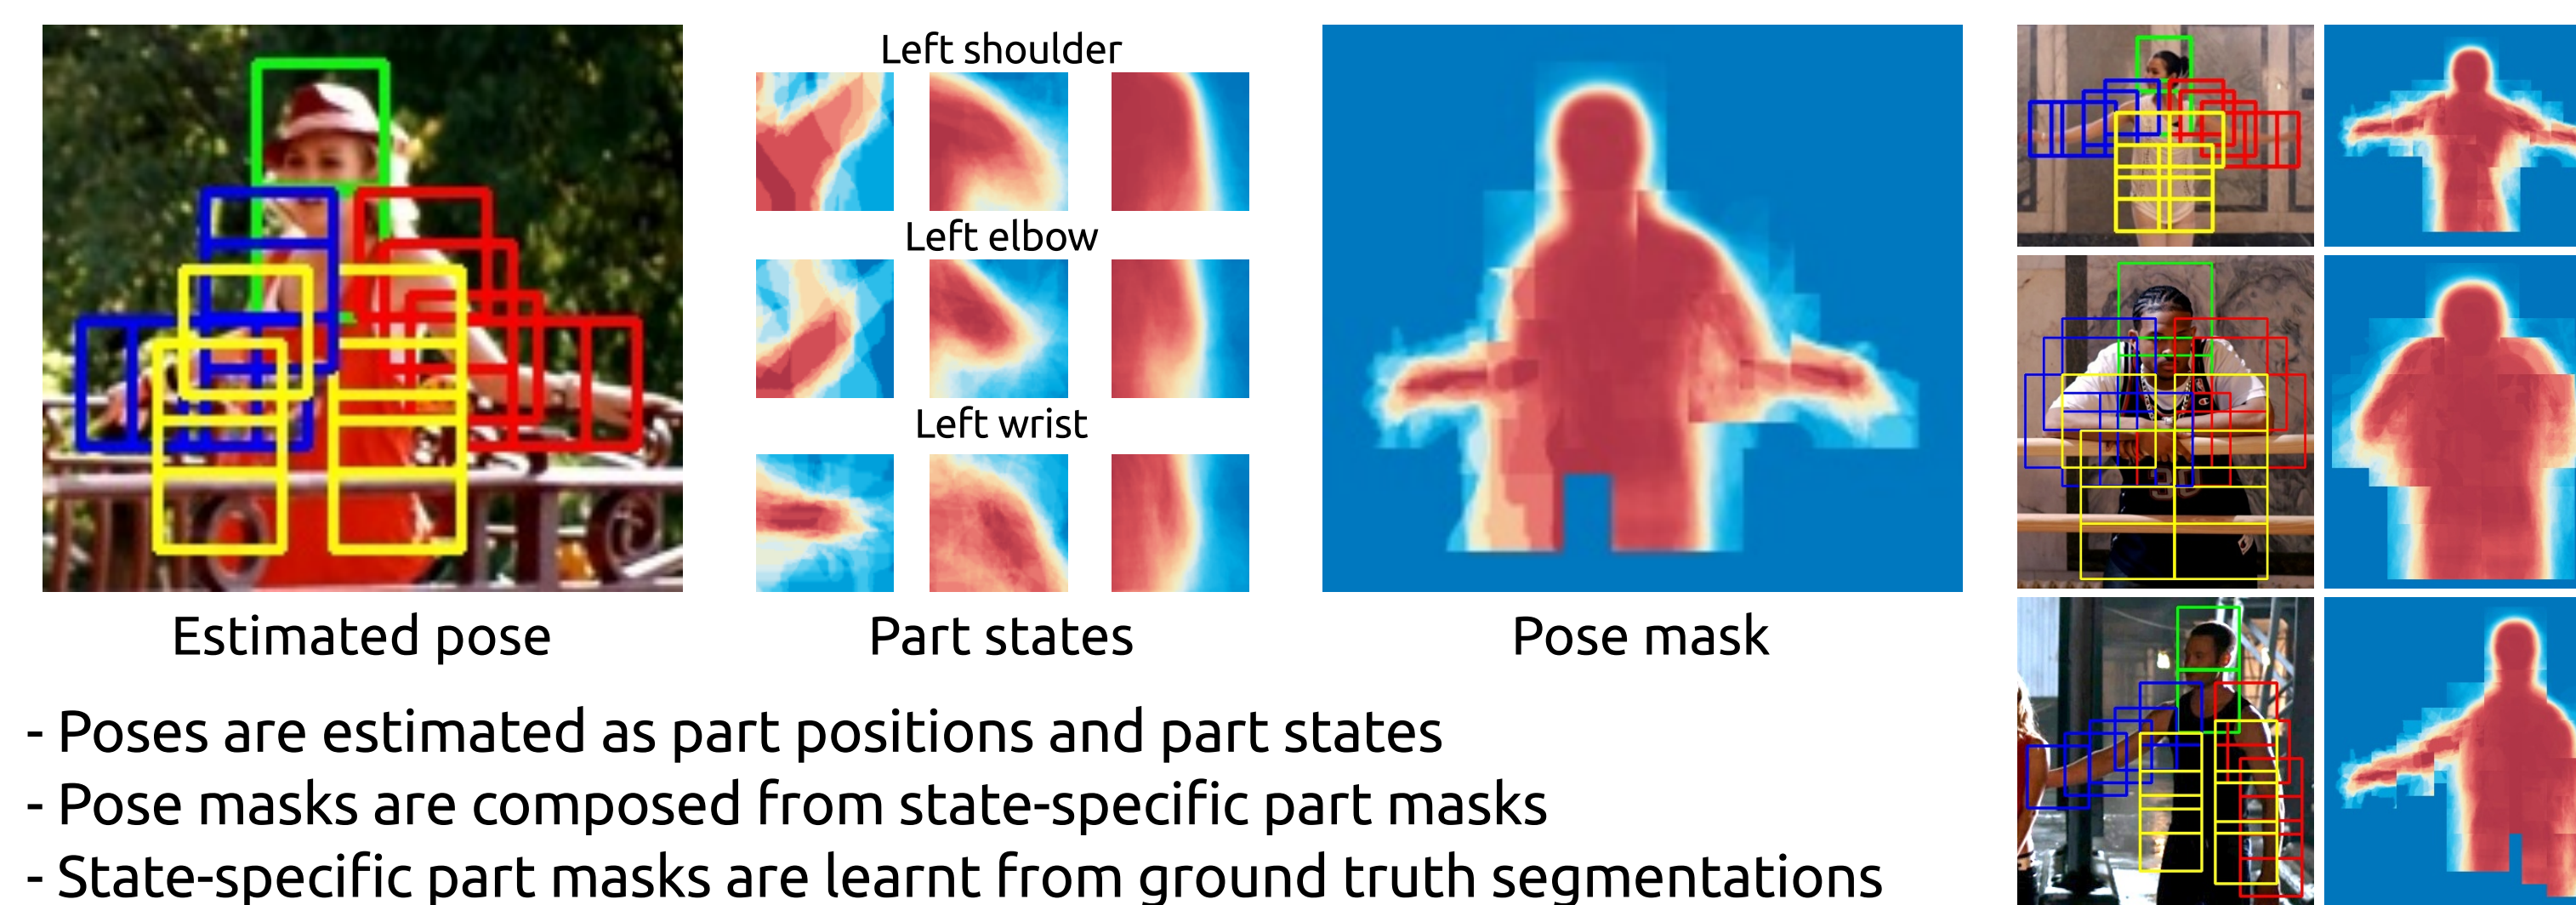 Left shoulder
Left elbow
Left wrist
Estimated pose
Part states
Pose mask
- Poses are estimated as part positions and part states
- Pose masks are composed from state-specific part masks
- State-specific part masks are learnt from ground truth segmentations